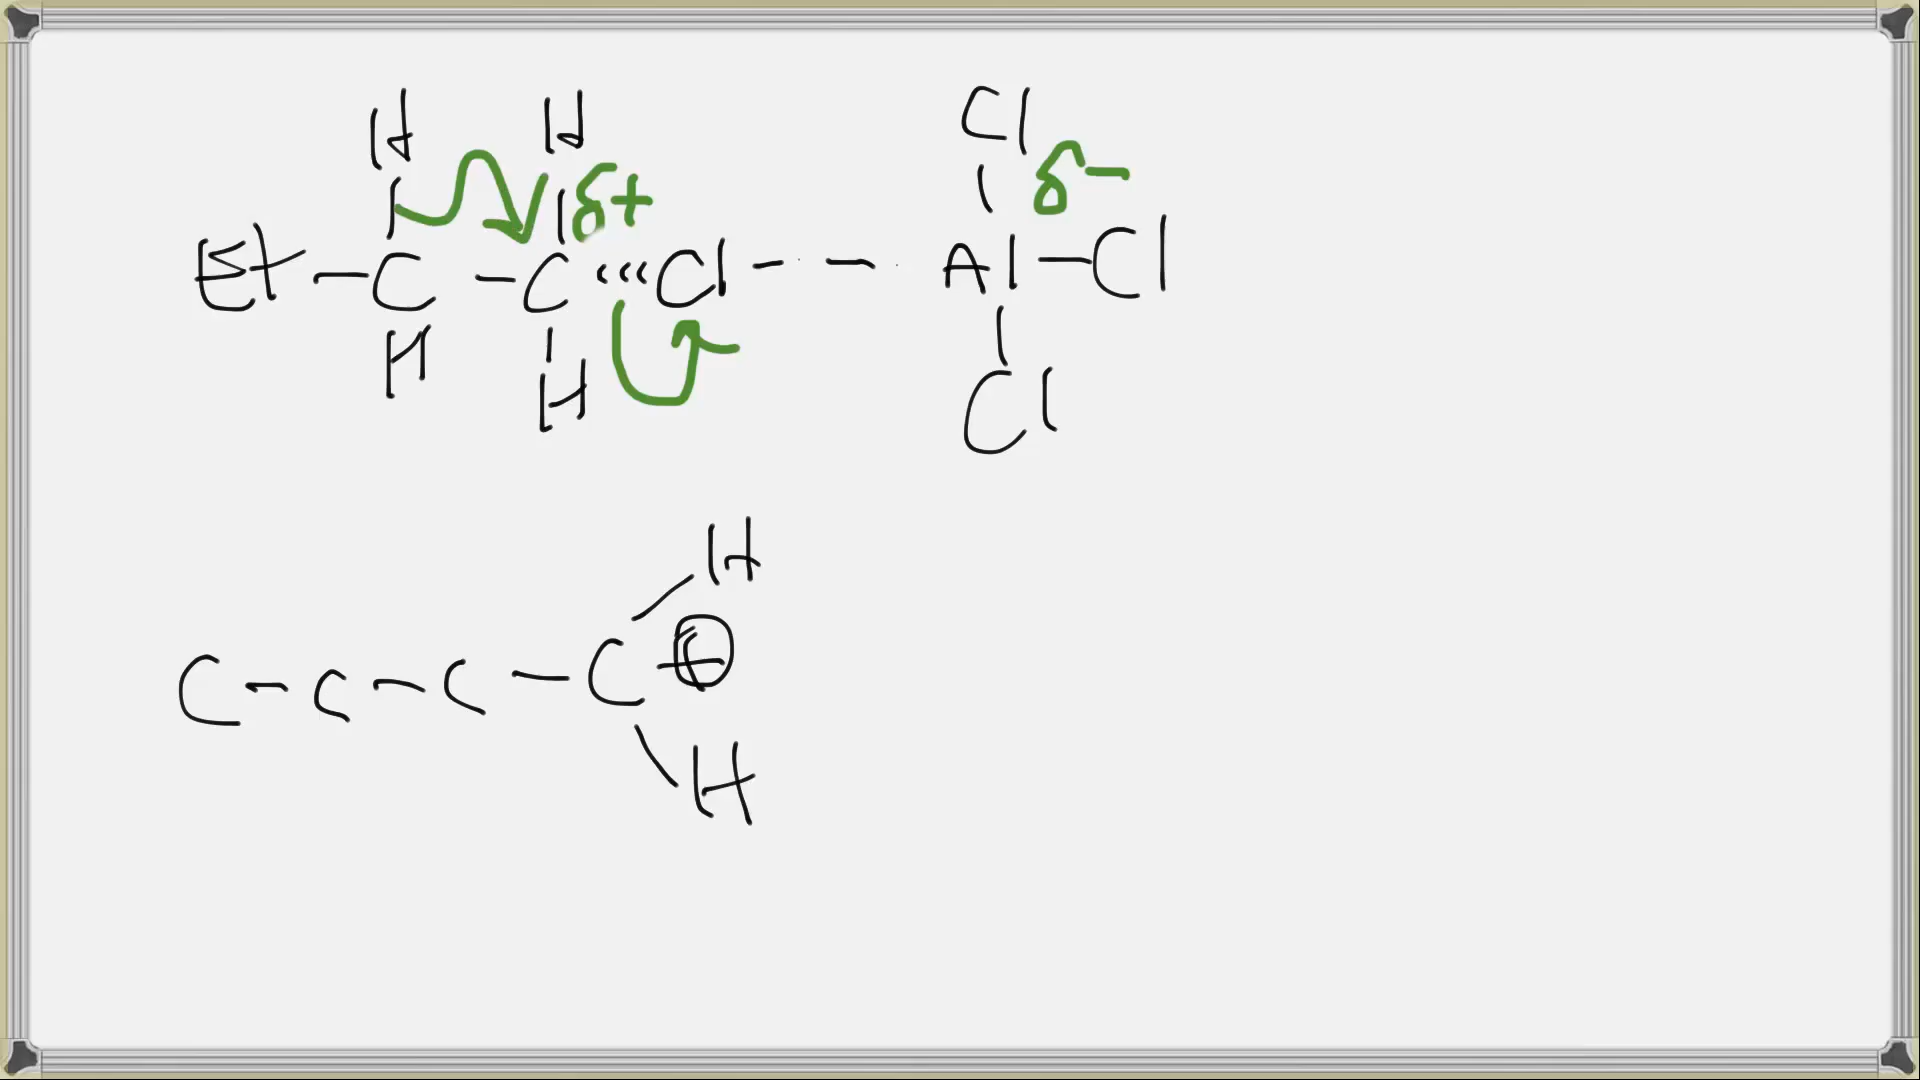 H H Cl
δ+ δ-
Et - C - C ... Cl - - Al - Cl
H H Cl
H
C - C - C - C +
H